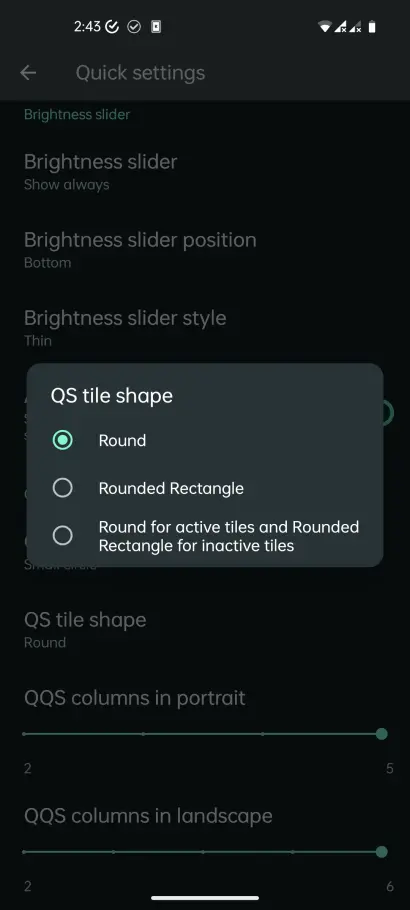 2:43
Quick settings
Brightness slider
Brightness slider
Show always
Brightness slider position
Bottom
Brightness slider style
Thin
QS tile shape
Round
Rounded Rectangle
Round for active tiles and Rounded
Rectangle for inactive tiles
Small circle
QS tile shape
Round
QQS columns in portrait
2 5
QQS columns in landscape
2 6